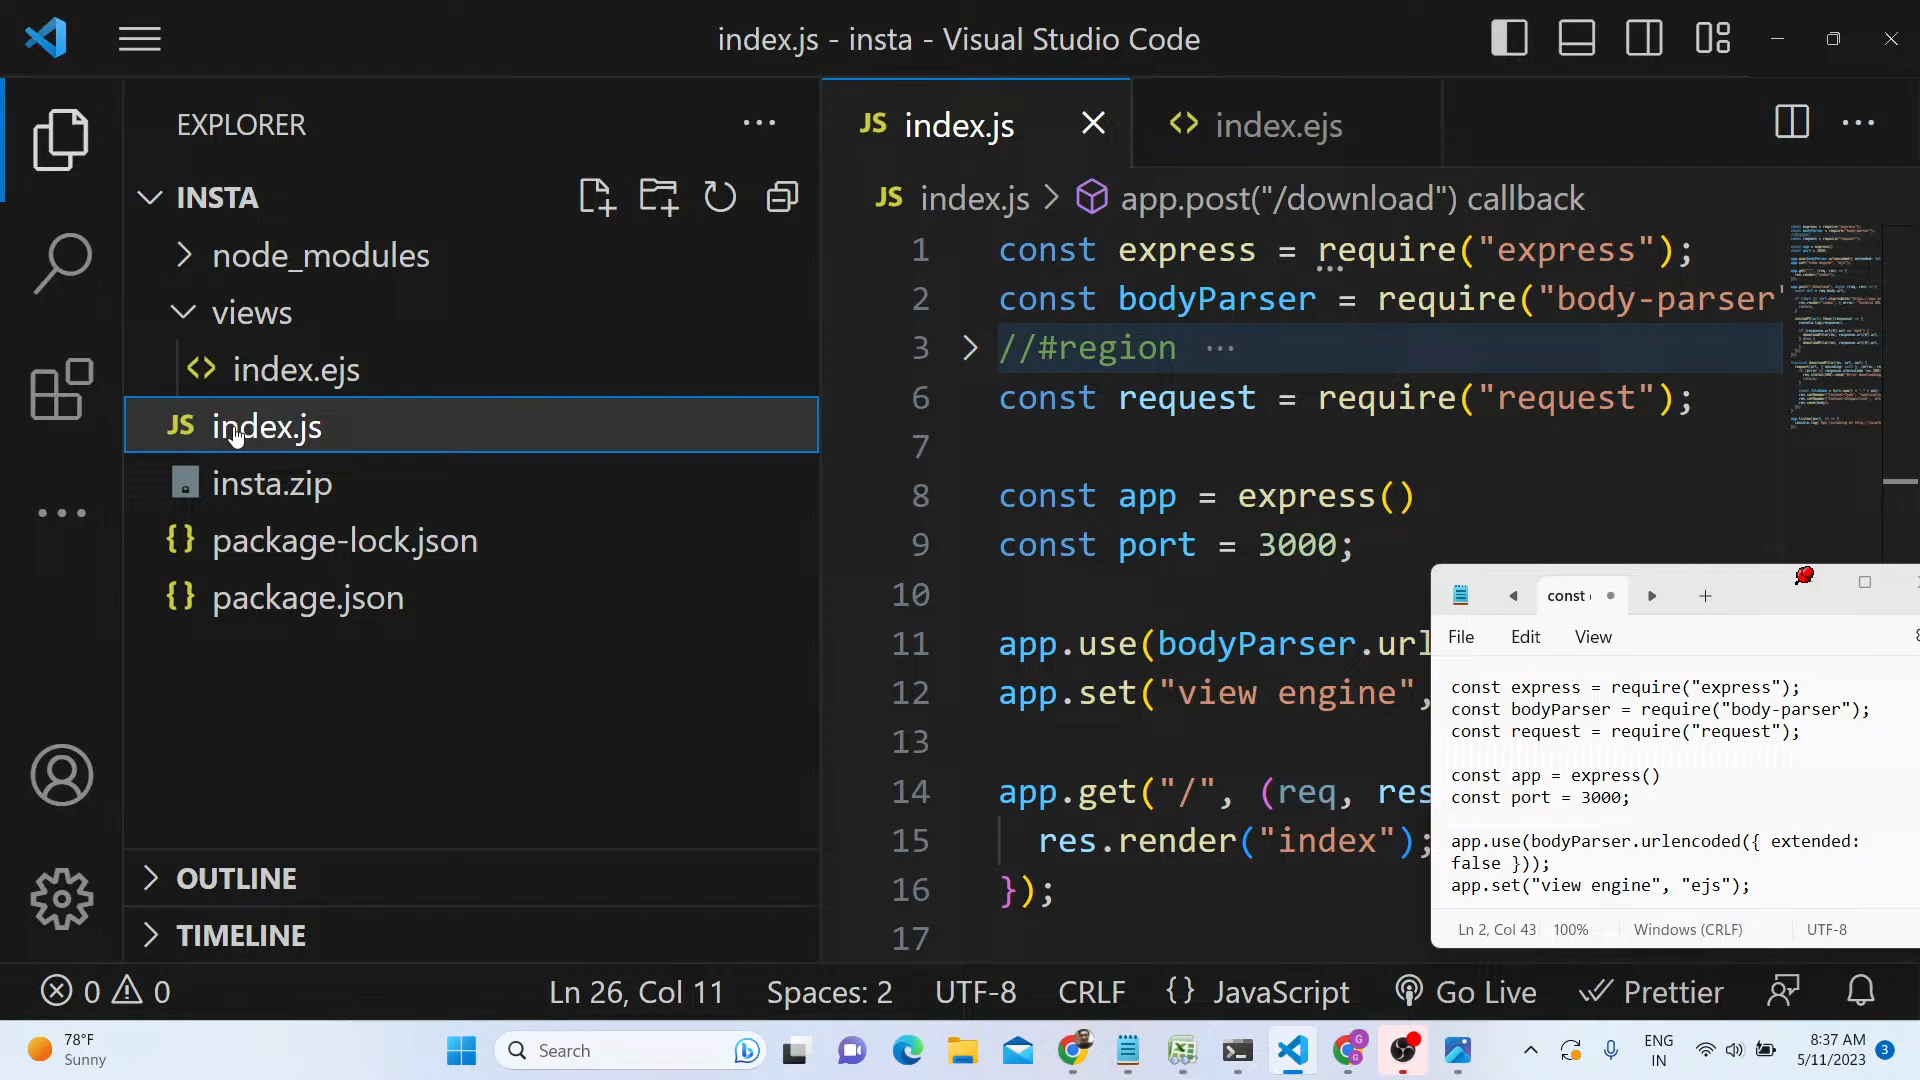 index.js - insta - Visual Studio Code
EXPLORER
INSTA
node_modules
views
index.ejs
JS index.js
insta.zip
{} package-lock.json
{} package.json
OUTLINE
TIMELINE
JS index.js
<> index.ejs
JS index.js > app.post("/download") callback
1 const express = require("express");
2 const bodyParser = require("body-parser"
3 //#region ...
6 const request = require("request");
7
8 const app = express()
9 const port = 3000;
10
11 app.use(bodyParser.url
12 app.set("view engine",
13
14 app.get("/", (req, res
15 res.render("index");
16 });
17
const
File Edit View
const express = require("express");
const bodyParser = require("body-parser");
const request = require("request");
const app = express()
const port = 3000;
app.use(bodyParser.urlencoded({ extended:
false }));
app.set("view engine", "ejs");
Ln 2, Col 43 100% Windows (CRLF) UTF-8
0 0 Ln 26, Col 11 Spaces: 2 UTF-8 CRLF {} JavaScript Go Live Prettier
78°F
Sunny
Search
ENG
IN
8:37 AM
5/11/2023
3